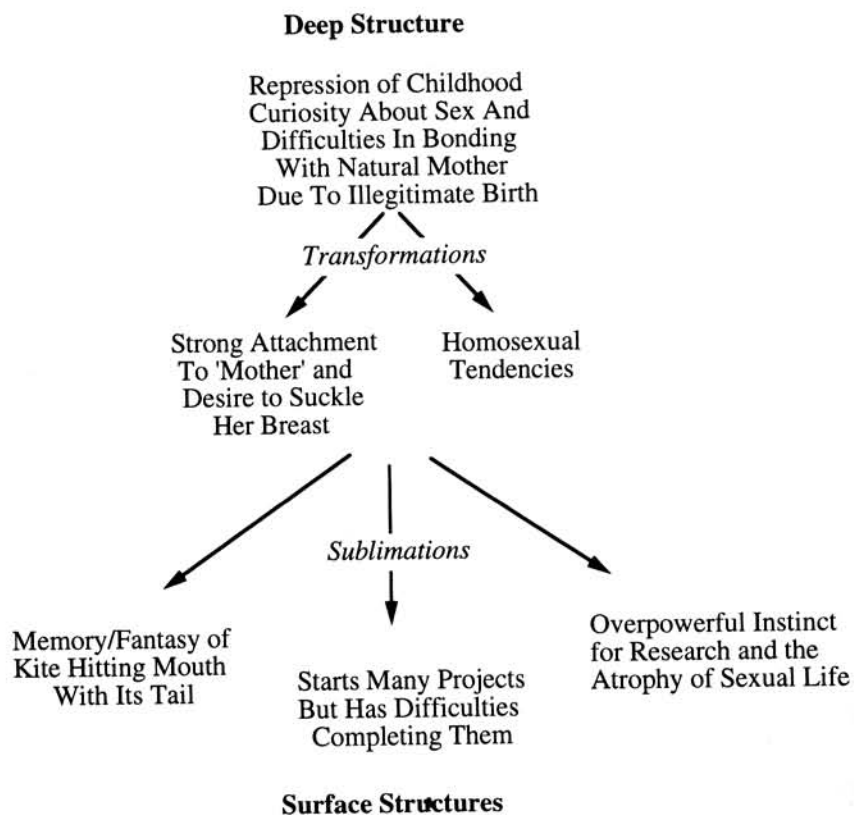 Deep Structure
Repression of Childhood
Curiosity About Sex And
Difficulties In Bonding
With Natural Mother
Due To Illegitimate Birth
Transformations
Strong Attachment
To 'Mother' and
Desire to Suckle
Her Breast
Homosexual
Tendencies
Sublimations
Memory/Fantasy of
Kite Hitting Mouth
With Its Tail
Starts Many Projects
But Has Difficulties
Completing Them
Overpowerful Instinct
for Research and the
Atrophy of Sexual Life
Surface Structures